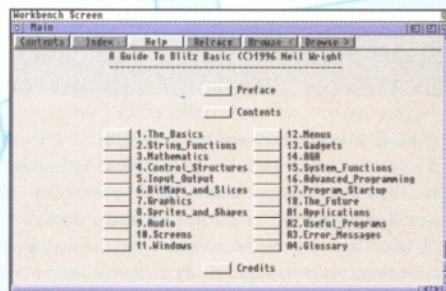 Workbench Screen
Main
Contents Index Help Retrace Browse < Browse >
A Guide To Blitz Basic (C)1996 Neil Wright
Preface
Contents
1.The_Basics 12.Menus
2.String_Functions 13.Gadgets
3.Mathematics 14.AGA
4.Control_Structures 15.System_Functions
5.Input_Output 16.Advanced_Programming
6.BitMaps_and_Slices 17.Program_Startup
7.Graphics 18.The_Future
8.Sprites_and_Shapes A1.Applications
9.Audio A2.Useful_Programs
10.Screens A3.Error_Messages
11.Windows A4.Glossary
Credits